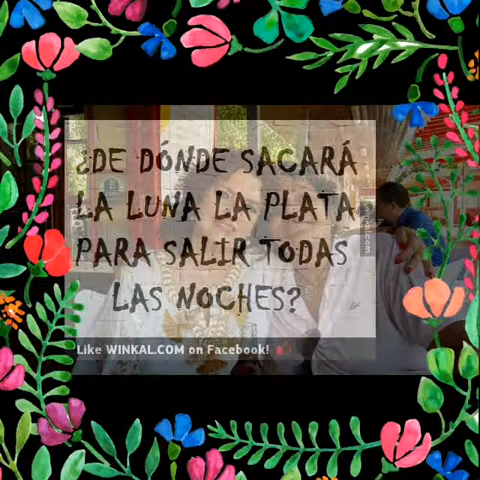 ¿DE DÓNDE SACARÁ
LA LUNA LA PLATA
PARA SALIR TODAS
LAS NOCHES?
Like WINKAL.COM on Facebook!